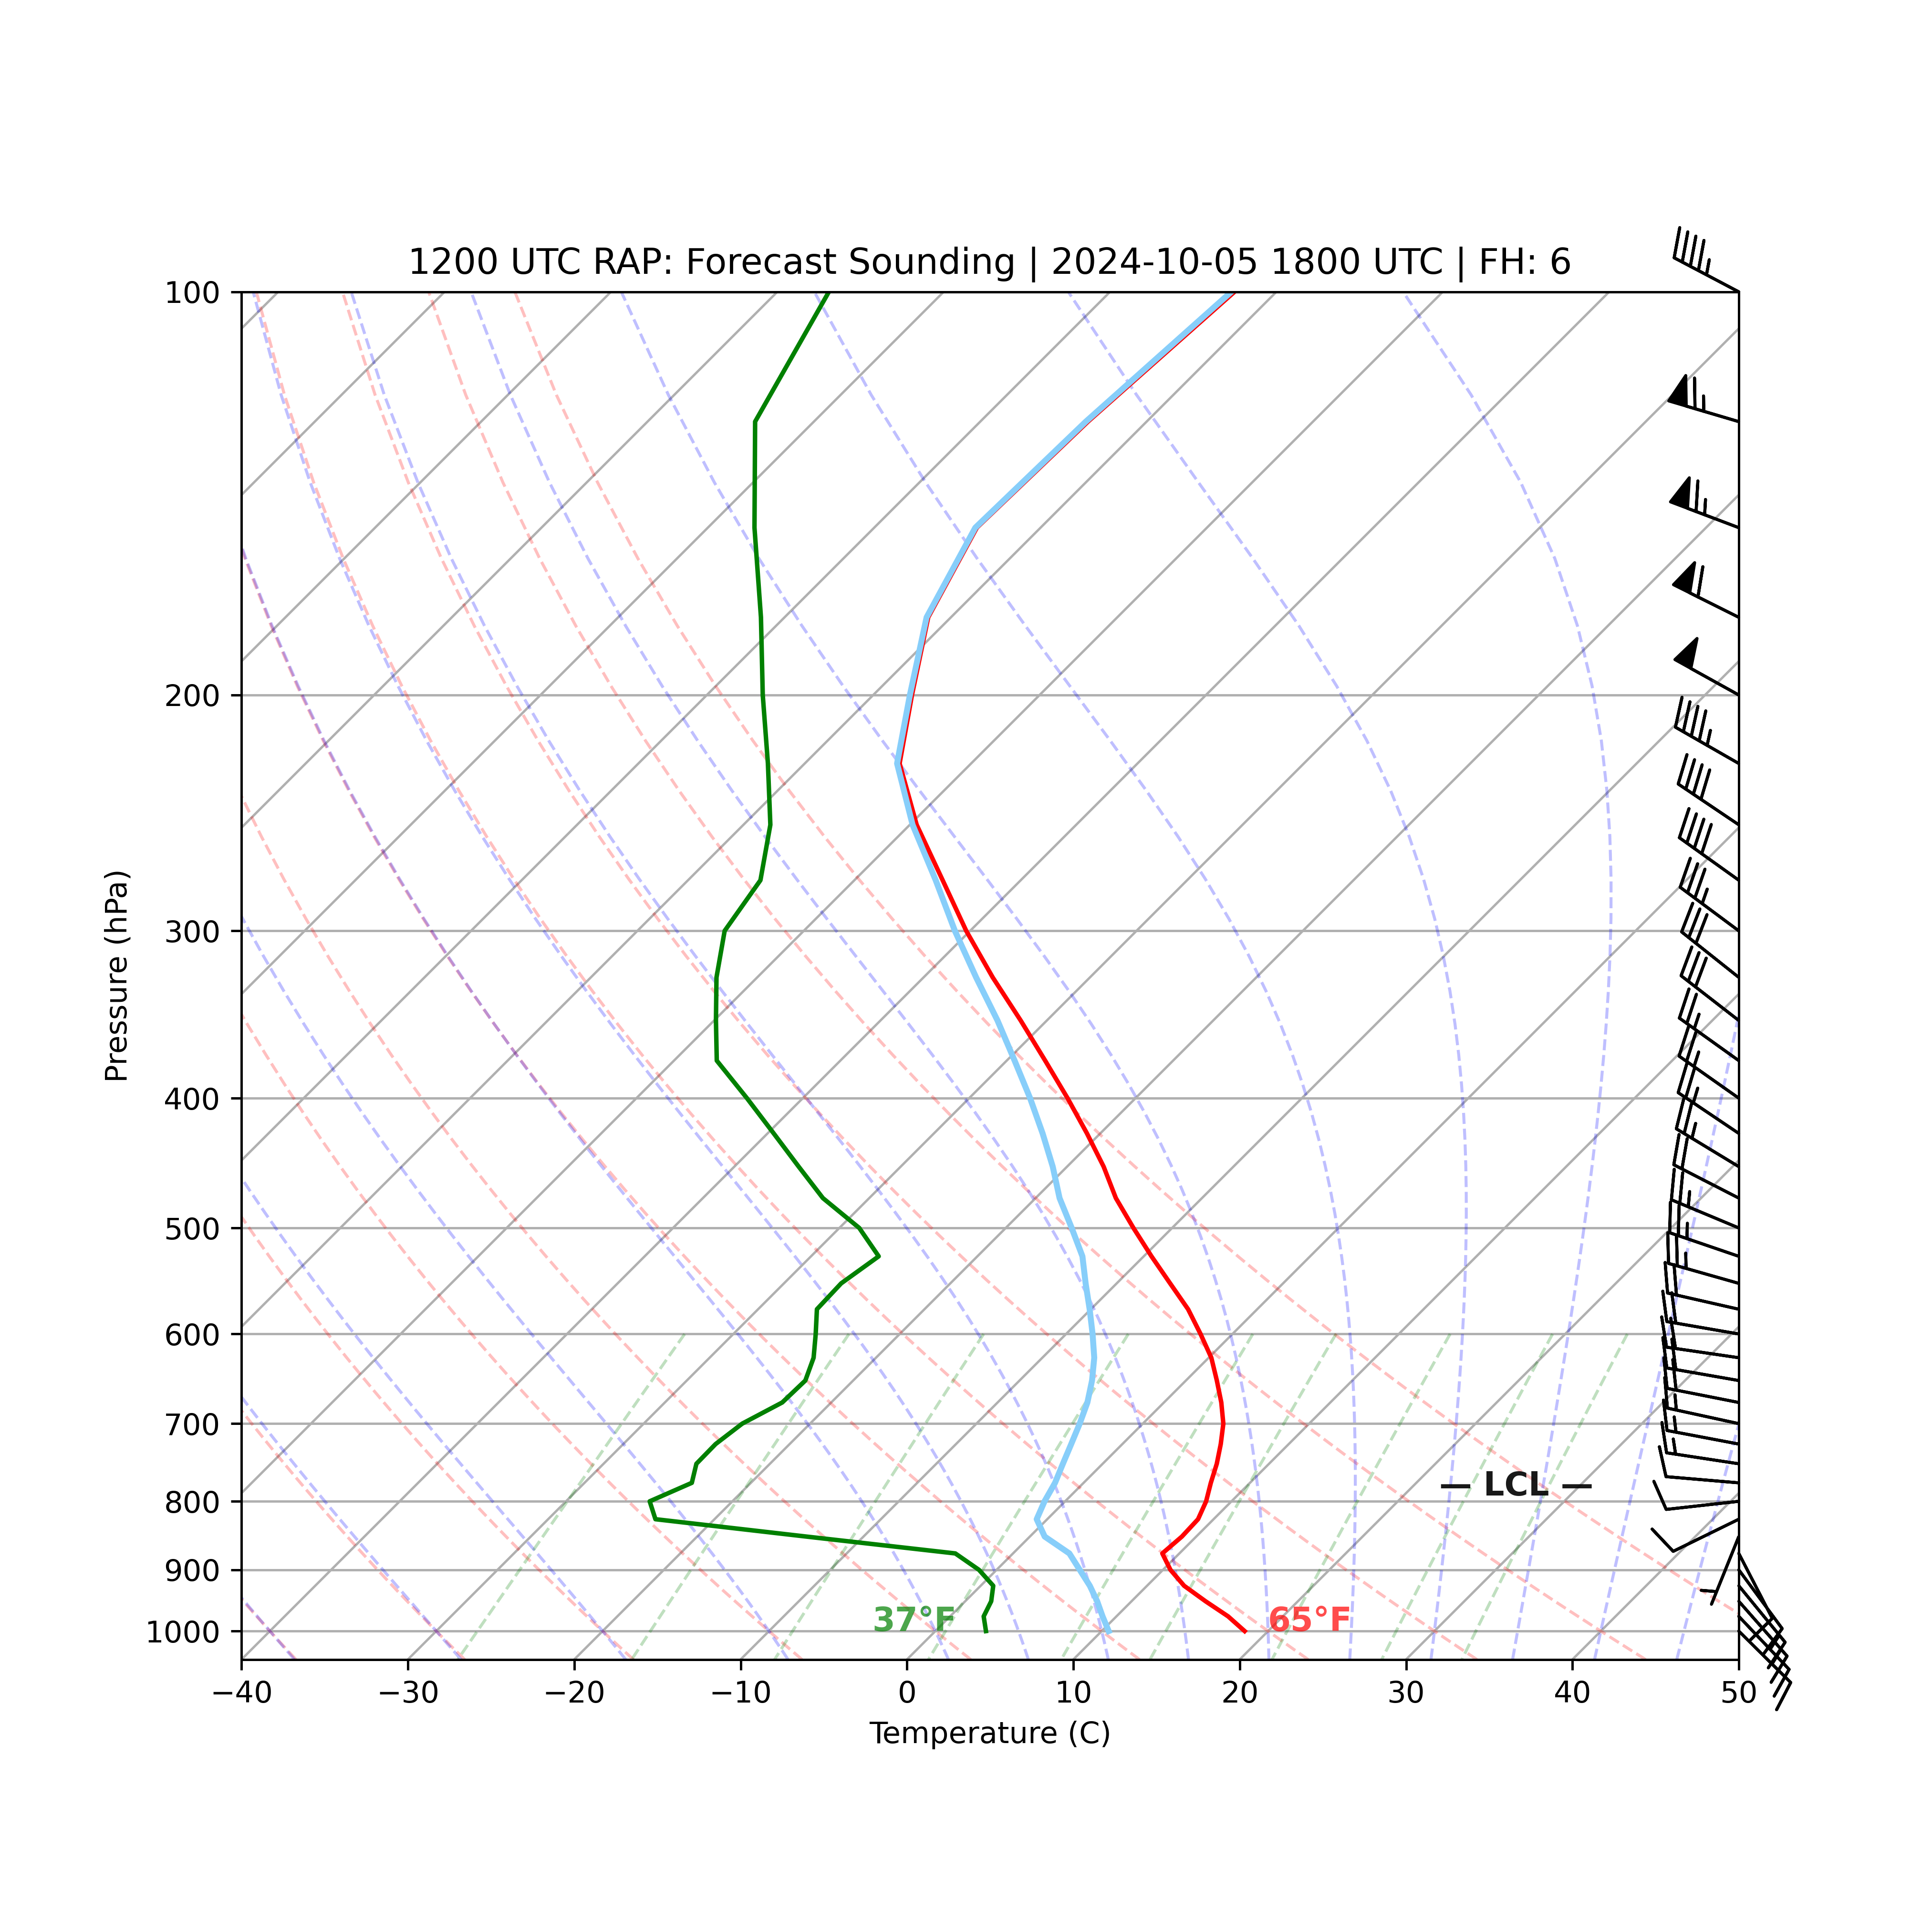 1200 UTC RAP: Forecast Sounding | 2024-10-05 1800 UTC | FH: 6
100
200
300
400
500
600
700
800
900
1000
Pressure (hPa)
— LCL —
37°F
65°F
−40 −30 −20 −10 0 10 20 30 40 50
Temperature (C)